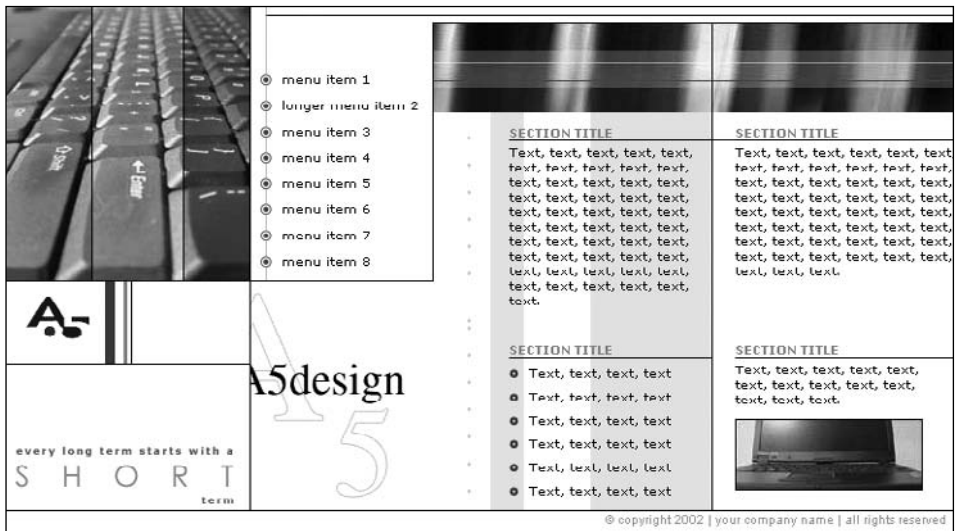 Shift
Enter
menu item 1
longer menu item 2
menu item 3
menu item 4
menu item 5
menu item 6
menu item 7
menu item 8
A5
A5design
A
5
every long term starts with a
SHORT
term
SECTION TITLE
Text, text, text, text, text,
text, text, text, text, text,
text, text, text, text, text,
text, text, text, text, text,
text, text, text, text, text,
text, text, text, text, text,
text, text, text, text, text,
text, text, text, text, text,
text, text, text, text, text,
text, text, text, text, text,
text.
SECTION TITLE
Text, text, text, text, text, text
text, text, text, text, text, text,
text, text, text, text, text, text,
text, text, text, text, text, text,
text, text, text, text, text, text,
text, text, text, text, text, text,
text, text, text, text, text, text,
text, text, text, text, text, text,
text, text, text.
SECTION TITLE
Text, text, text, text
Text, text, text, text
Text, text, text, text
Text, text, text, text
Text, text, text, text
Text, text, text, text
SECTION TITLE
Text, text, text, text, text,
text, text, text, text, text,
text, text, text.
© copyright 2002 | your company name | all rights reserved